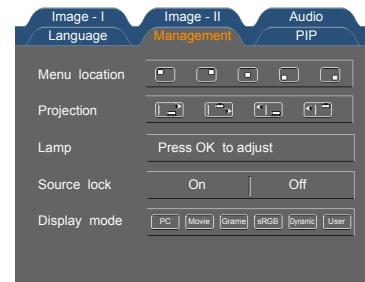 Image - I Image - II Audio
Language Management PIP
Menu location
Projection
Lamp Press OK to adjust
Source lock On Off
Display mode PC Movie Grame sRGB Dynamic User